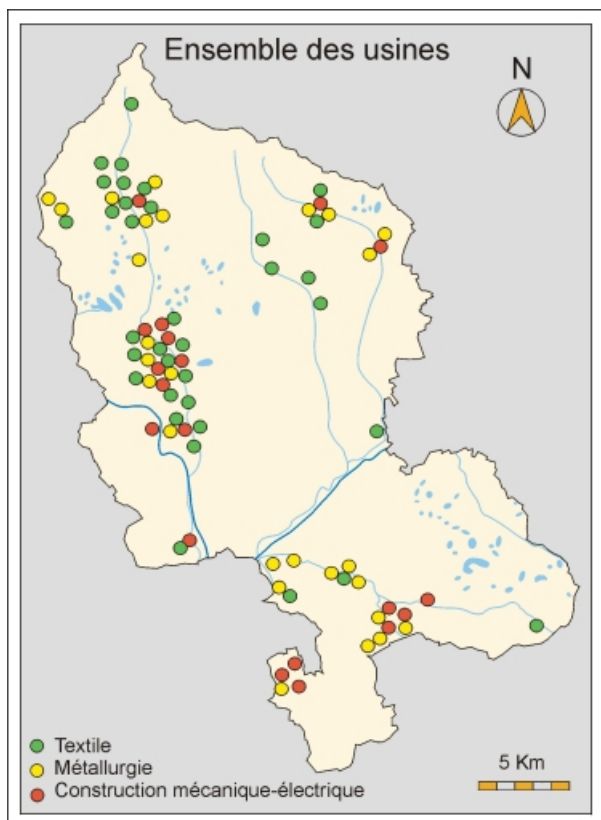 Ensemble des usines
N
Textile
Métallurgie
Construction mécanique-électrique
5 Km